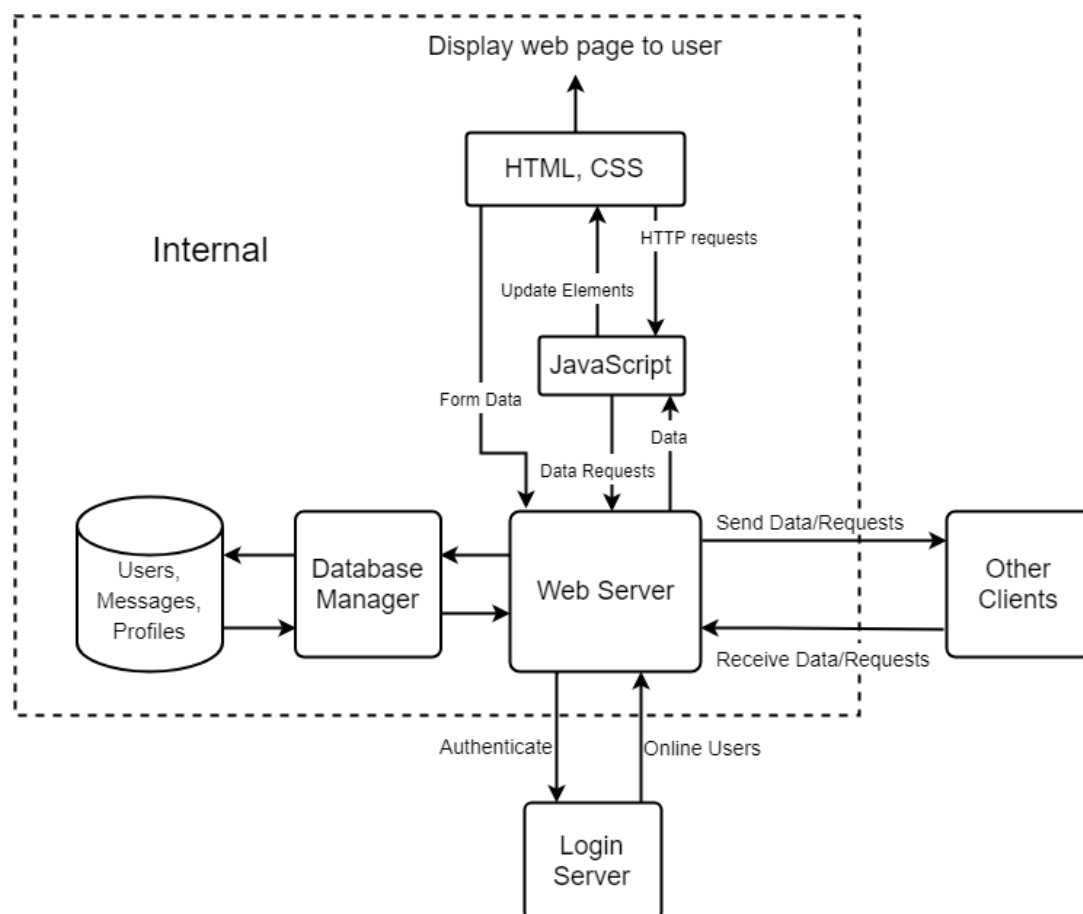 Display web page to user
HTML, CSS
Internal
HTTP requests
Update Elements
JavaScript
Form Data
Data
Data Requests
Users,
Messages,
Profiles
Database
Manager
Web Server
Send Data/Requests
Other
Clients
Receive Data/Requests
Authenticate
Online Users
Login
Server